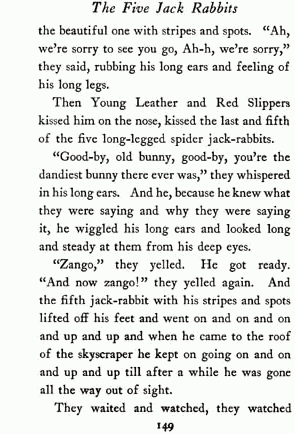 The Five Jack Rabbits
the beautiful one with stripes and spots. “Ah,
we’re sorry to see you go, Ah-h, we’re sorry,”
they said, rubbing his long ears and feeling of
his long legs.
Then Young Leather and Red Slippers
kissed him on the nose, kissed the last and fifth
of the five long-legged spider jack-rabbits.
“Good-by, old bunny, good-by, you’re the
dandiest bunny there ever was,” they whispered
in his long ears. And he, because he knew what
they were saying and why they were saying
it, he wiggled his long ears and looked long
and steady at them from his deep eyes.
“Zango,” they yelled. He got ready.
“And now zango!” they yelled again. And
the fifth jack-rabbit with his stripes and spots
lifted off his feet and went on and on and on
and up and up and when he came to the roof
of the skyscraper he kept on going on and on
and up and up till after a while he was gone
all the way out of sight.
They waited and watched, they watched
149